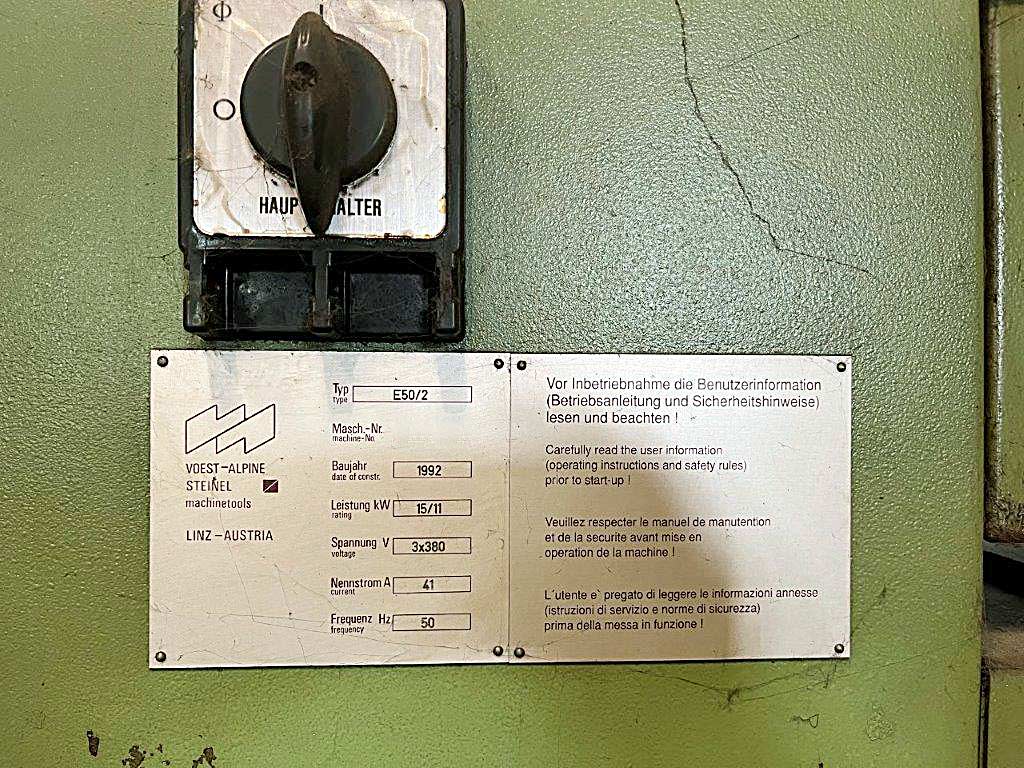 O
I
HAUP ALTER
VOEST-ALPINE
STEINEL
machinetools
LINZ-AUSTRIA
Typ
type
E50/2
Masch.-Nr.
machine-No.
Baujahr
date of constr.
1992
Leistung kW
rating
15/11
Spannung V
voltage
3x380
Nennstrom A
current
41
Frequenz Hz
frequency
50
Vor Inbetriebnahme die Benutzerinformation
(Betriebsanleitung und Sicherheitshinweise)
lesen und beachten !
Carefully read the user information
(operating instructions and safety rules)
prior to start-up !
Veuillez respecter le manuel de manutention
et de la securite avant mise en
operation de la machine !
L´utente e` pregato di leggere le informazioni annesse
(istruzioni di servizio e norme di sicurezza)
prima della messa in funzione !